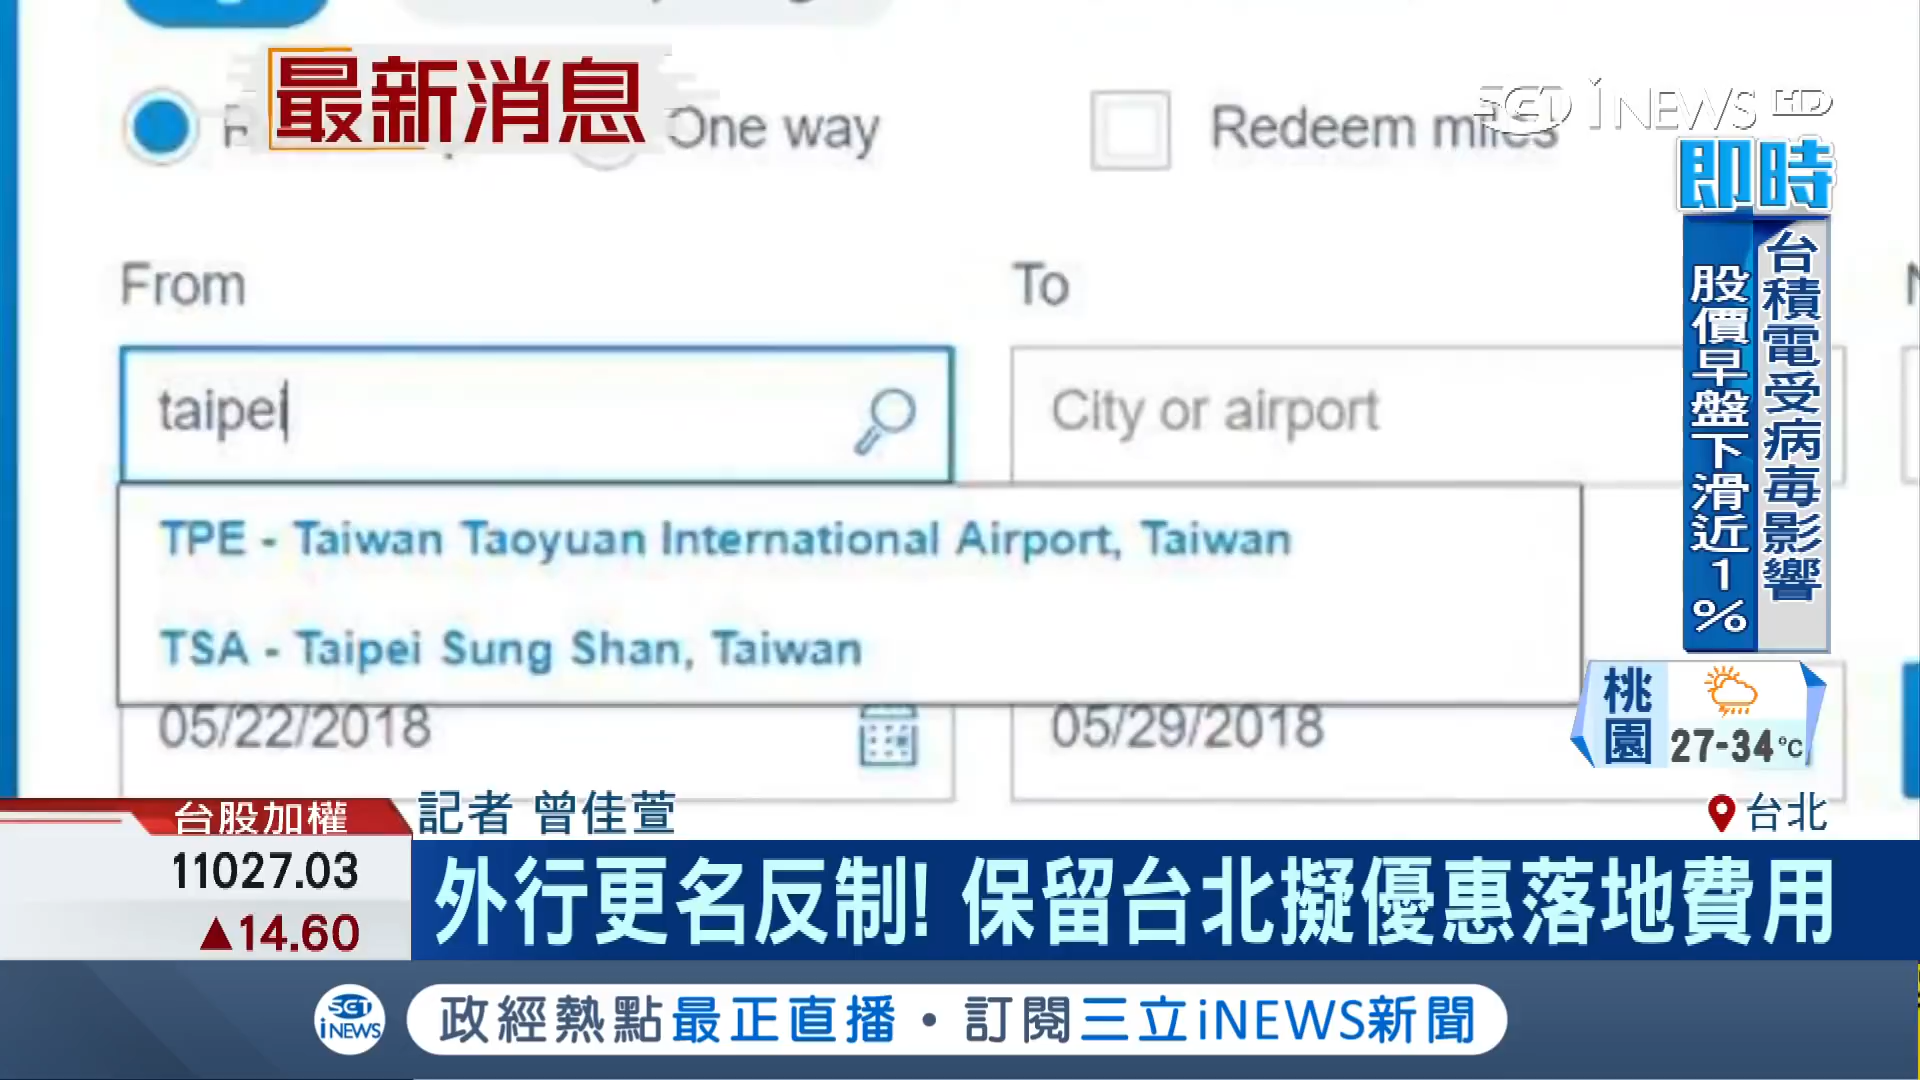 最新消息
One way
Redeem miles
SET iNEWS HD
即時
台積電受病毒影響
股價早盤下滑近1%
From
To
taipei
City or airport
TPE - Taiwan Taoyuan International Airport, Taiwan
TSA - Taipei Sung Shan, Taiwan
05/22/2018
05/29/2018
桃園
27-34°C
台股加權
記者 曾佳萱
台北
11027.03
▲14.60
外行更名反制! 保留台北擬優惠落地費用
SET iNEWS
政經熱點最正直播・訂閱三立iNEWS新聞